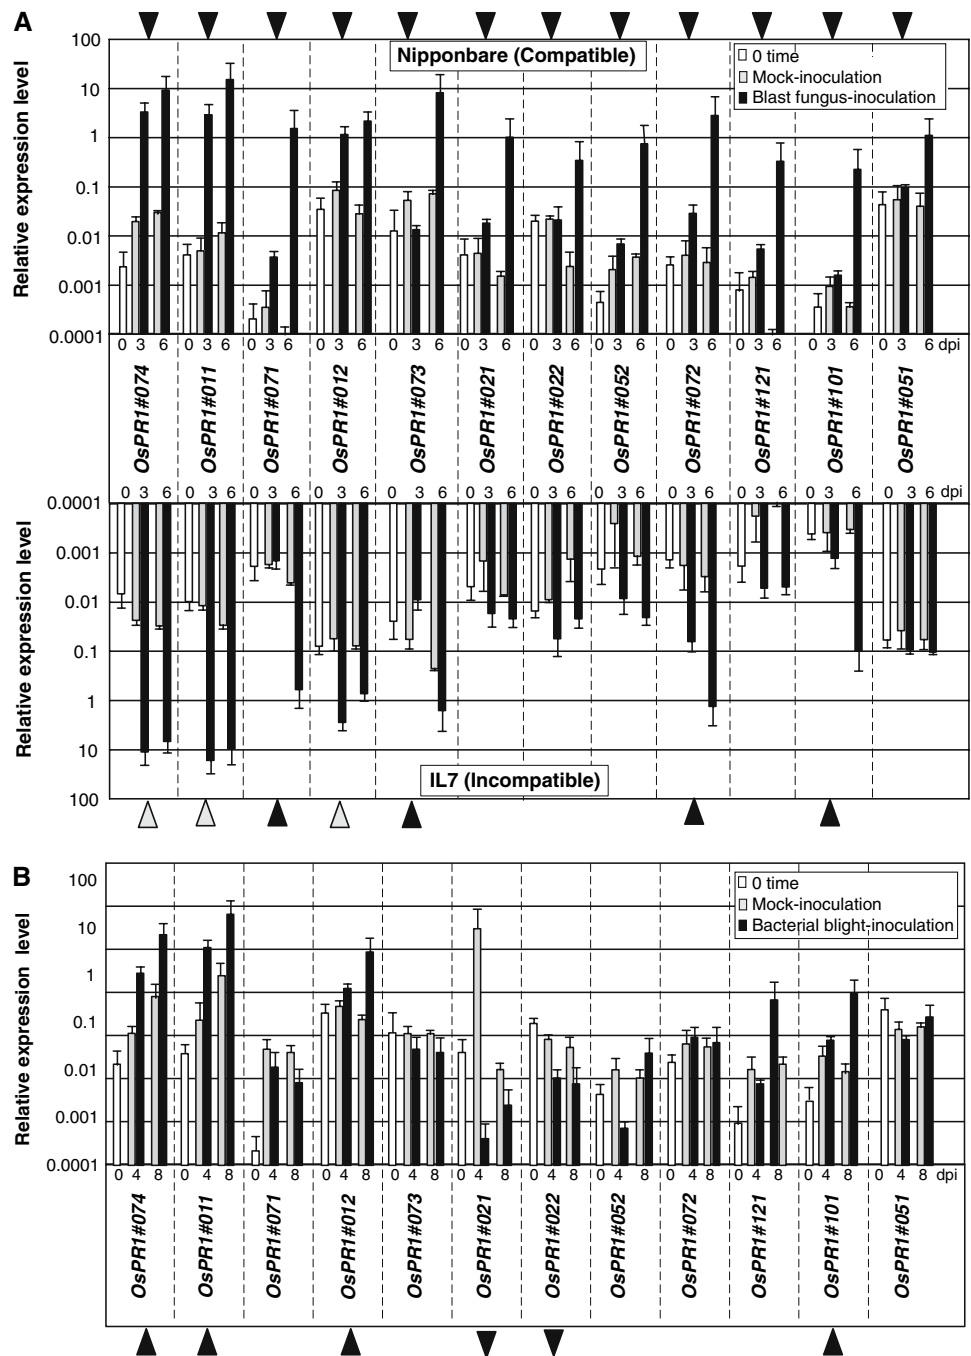 A
Nipponbare (Compatible)
0 time
Mock-inoculation
Blast fungus-inoculation
Relative expression level
100
10
1
0.1
0.01
0.001
0.0001
0 3 6 0 3 6 0 3 6 0 3 6 0 3 6 0 3 6 0 3 6 0 3 6 0 3 6 0 3 6 0 3 6 0 3 6 dpi
OsPR1#074
OsPR1#011
OsPR1#071
OsPR1#012
OsPR1#073
OsPR1#021
OsPR1#022
OsPR1#052
OsPR1#072
OsPR1#121
OsPR1#101
OsPR1#051
0 3 6 0 3 6 0 3 6 0 3 6 0 3 6 0 3 6 0 3 6 0 3 6 0 3 6 0 3 6 0 3 6 0 3 6 dpi
Relative expression level
0.0001
0.001
0.01
0.1
1
10
100
IL7 (Incompatible)
B
0 time
Mock-inoculation
Bacterial blight-inoculation
Relative expression level
100
10
1
0.1
0.01
0.001
0.0001
0 4 8 0 4 8 0 4 8 0 4 8 0 4 8 0 4 8 0 4 8 0 4 8 0 4 8 0 4 8 0 4 8 0 4 8 dpi
OsPR1#074
OsPR1#011
OsPR1#071
OsPR1#012
OsPR1#073
OsPR1#021
OsPR1#022
OsPR1#052
OsPR1#072
OsPR1#121
OsPR1#101
OsPR1#051